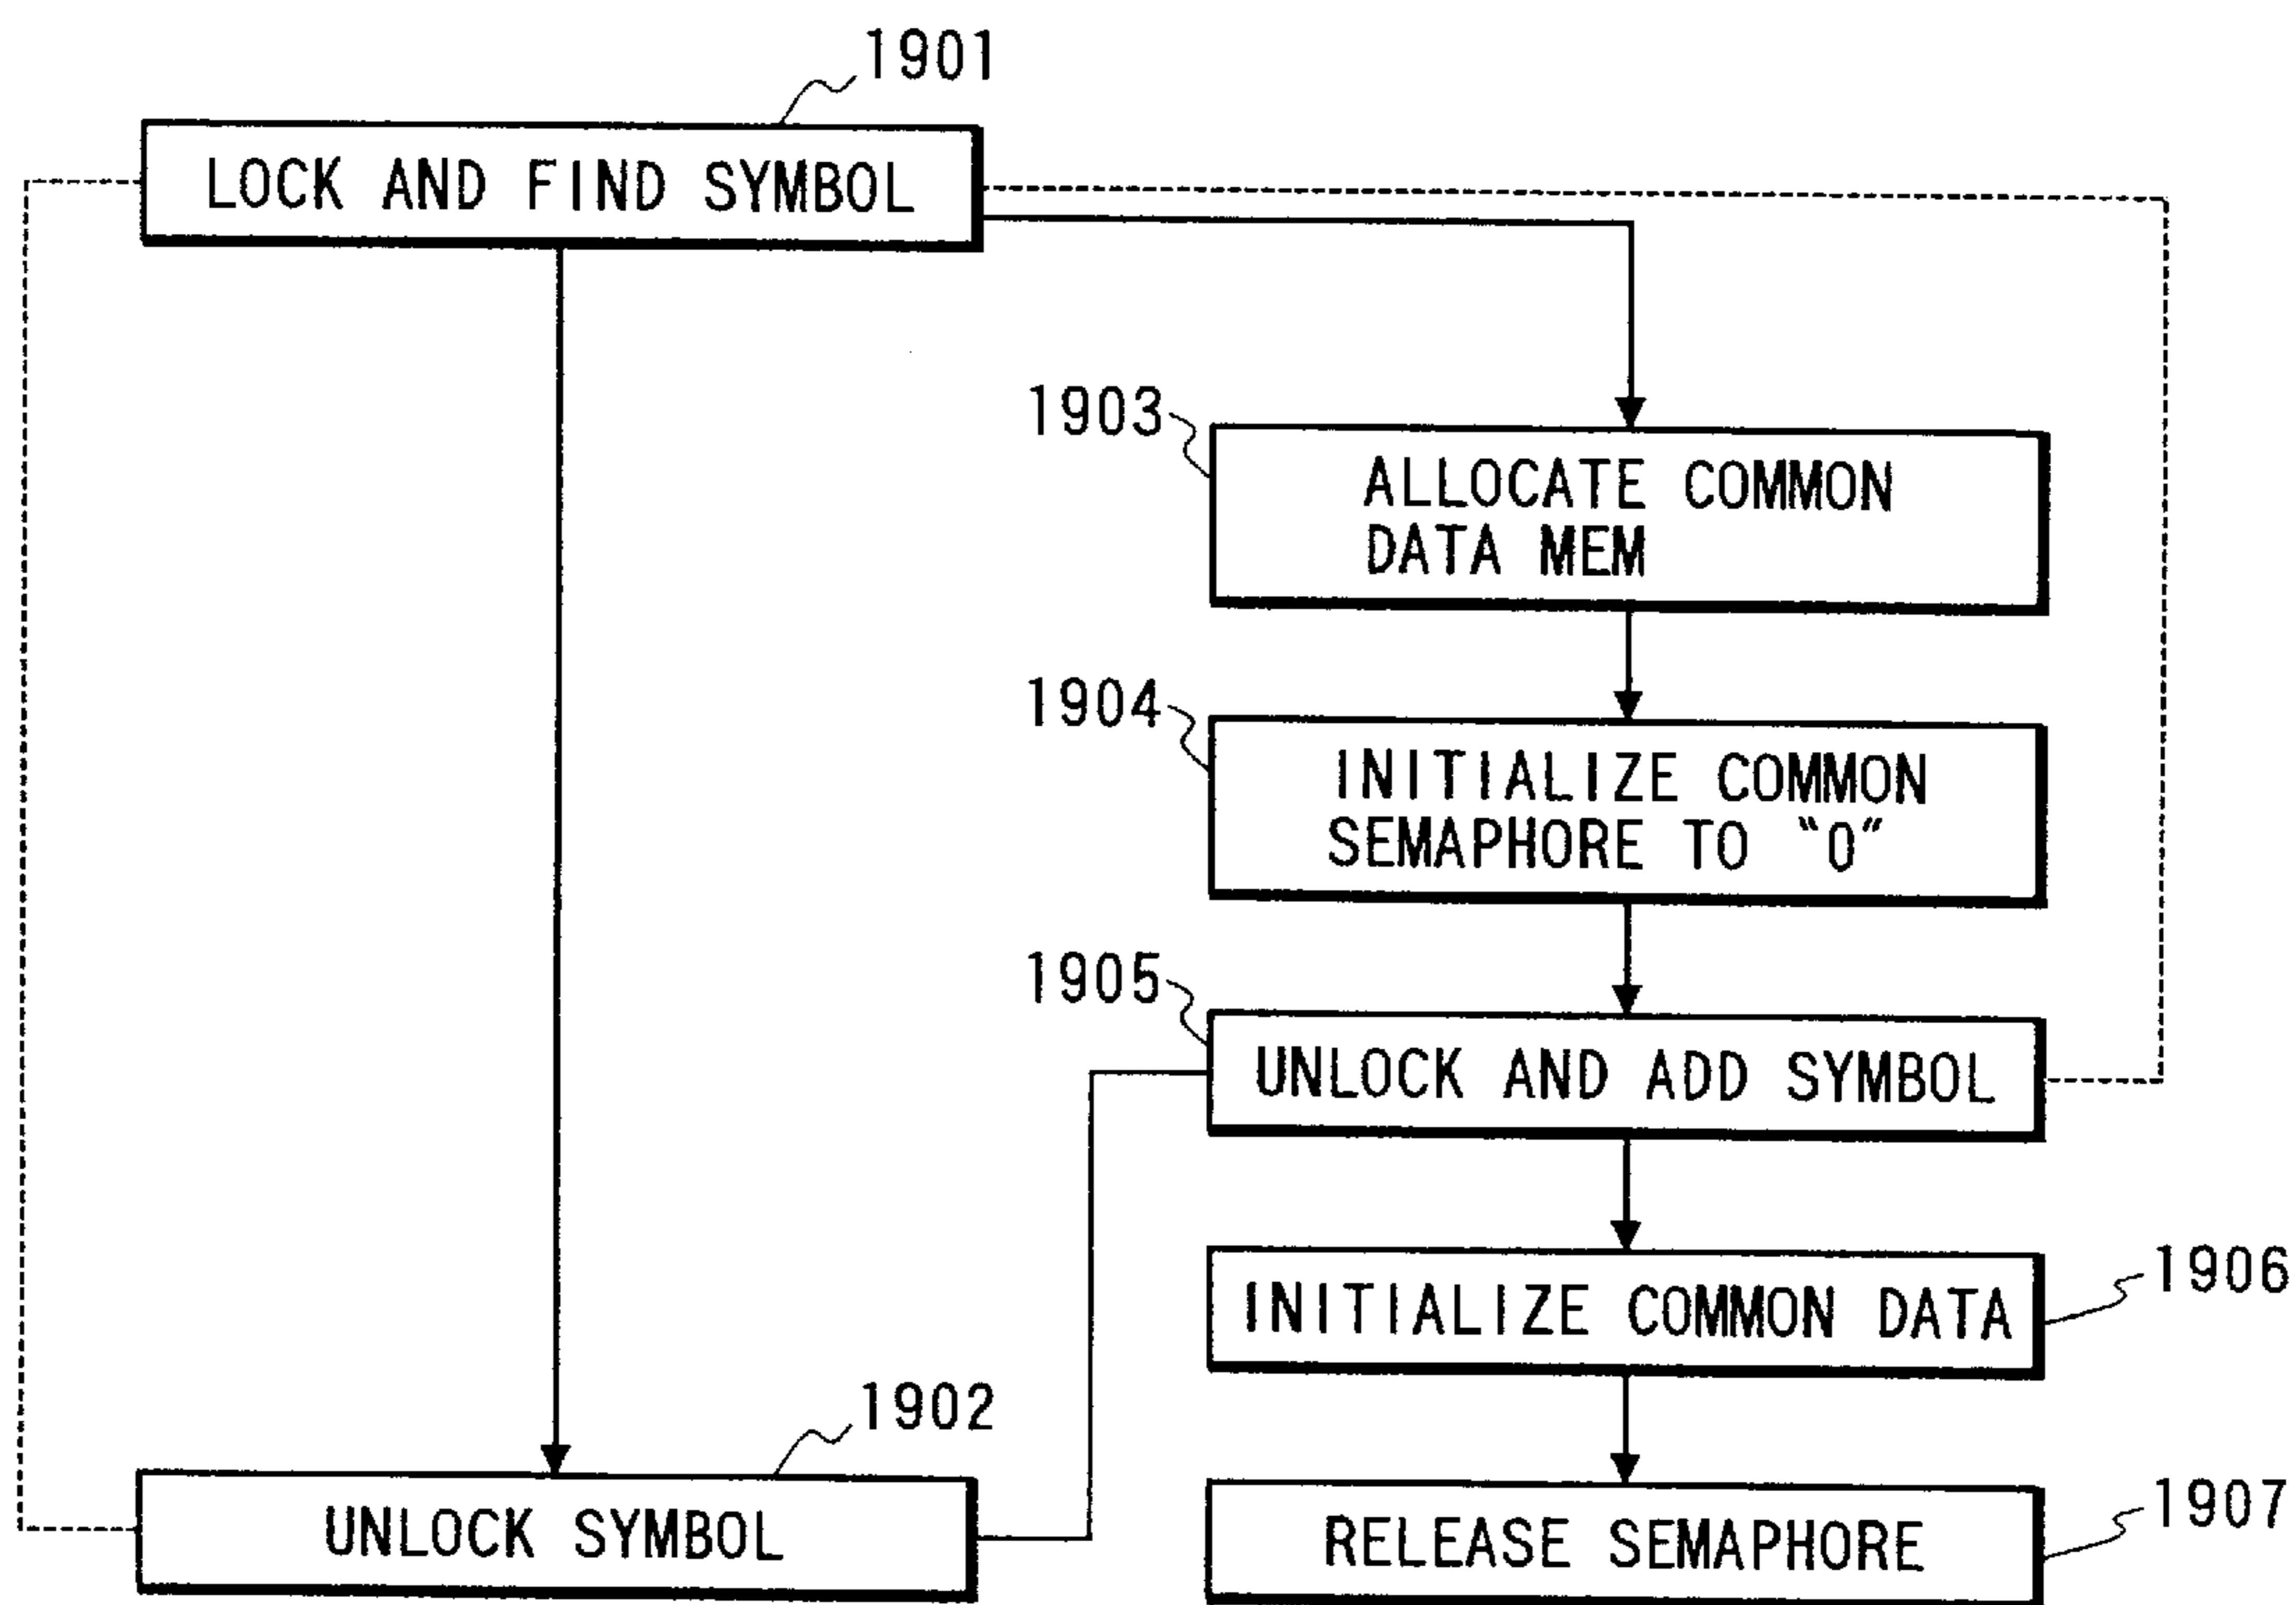 1901
LOCK AND FIND SYMBOL
1903
ALLOCATE COMMON
DATA MEM
1904
INITIALIZE COMMON
SEMAPHORE TO “0”
1905
UNLOCK AND ADD SYMBOL
1906
INITIALIZE COMMON DATA
1902
UNLOCK SYMBOL
1907
RELEASE SEMAPHORE